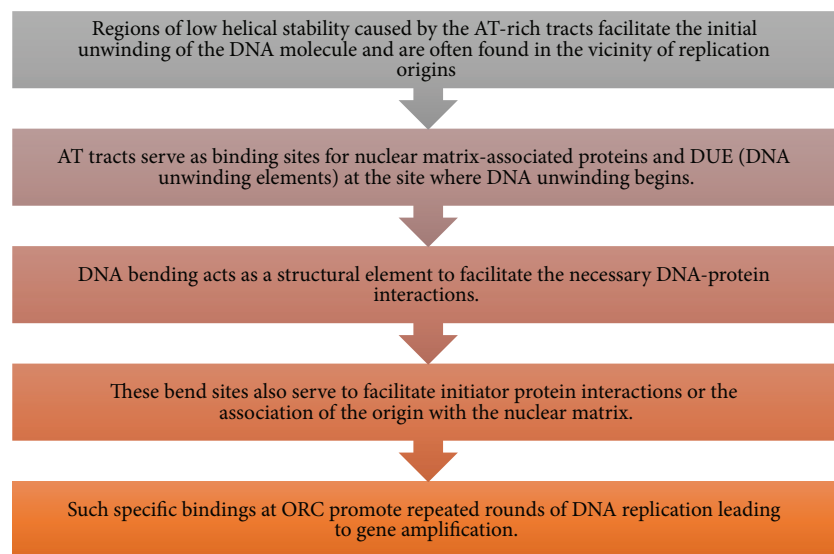 Regions of low helical stability caused by the AT-rich tracts facilitate the initial
unwinding of the DNA molecule and are often found in the vicinity of replication
origins
AT tracts serve as binding sites for nuclear matrix-associated proteins and DUE (DNA
unwinding elements) at the site where DNA unwinding begins.
DNA bending acts as a structural element to facilitate the necessary DNA-protein
interactions.
These bend sites also serve to facilitate initiator protein interactions or the
association of the origin with the nuclear matrix.
Such specific bindings at ORC promote repeated rounds of DNA replication leading
to gene amplification.